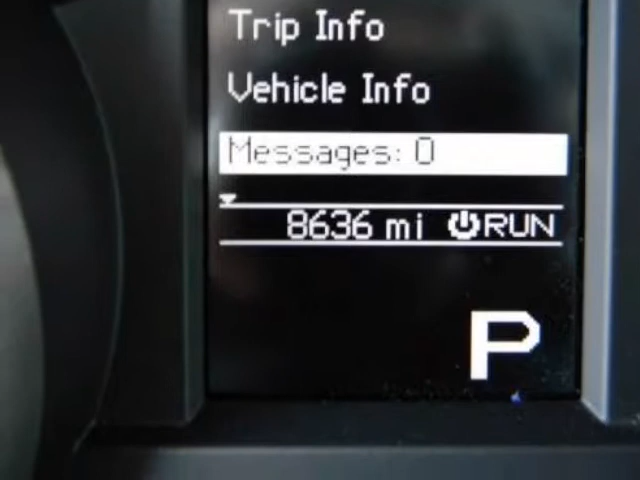 Trip Info
Vehicle Info
Messages: 0
8636 mi ⏻RUN
P